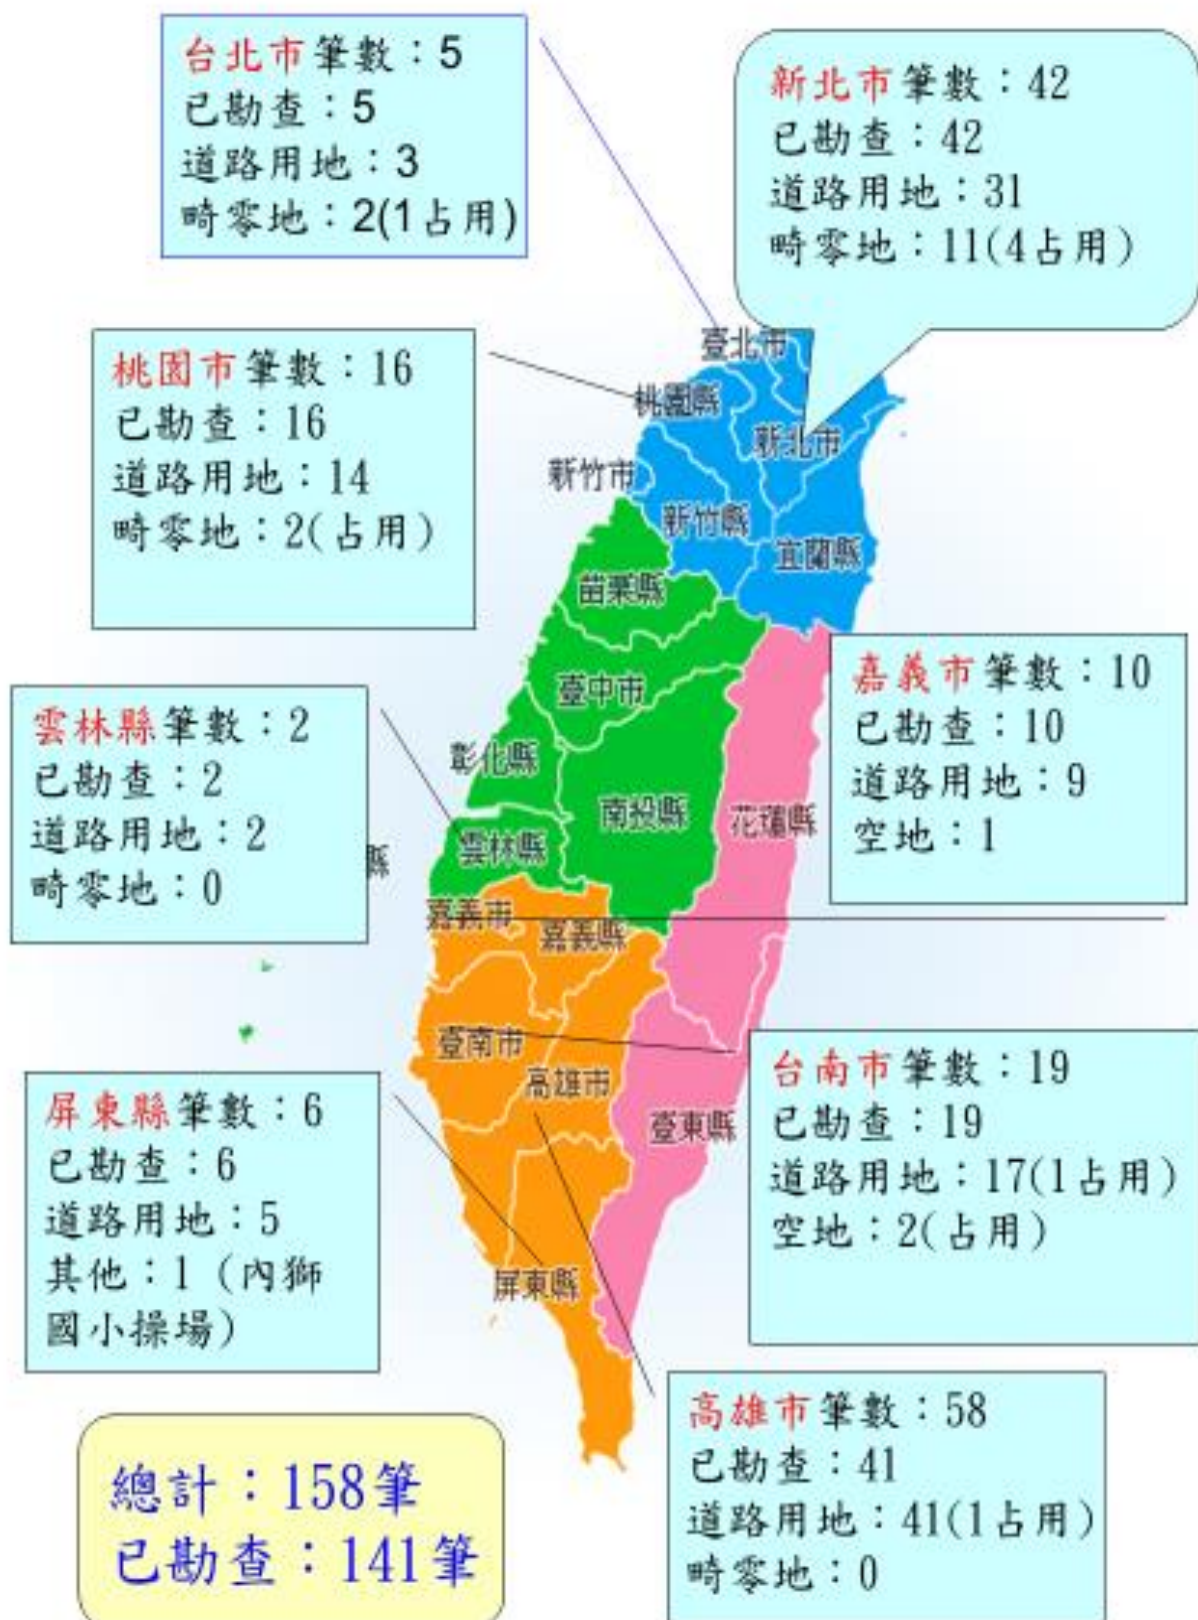 台北市筆數：5
已勘查：5
道路用地：3
畸零地：2(1占用)
新北市筆數：42
已勘查：42
道路用地：31
畸零地：11(4占用)
桃園市筆數：16
已勘查：16
道路用地：14
畸零地：2(占用)
臺北市
桃園縣
新北市
新竹市
新竹縣
宜蘭縣
苗栗縣
臺中市
彰化縣
南投縣
花蓮縣
雲林縣
縣
嘉義市
嘉義縣
臺南市
高雄市
臺東縣
屏東縣
雲林縣筆數：2
已勘查：2
道路用地：2
畸零地：0
嘉義市筆數：10
已勘查：10
道路用地：9
空地：1
屏東縣筆數：6
已勘查：6
道路用地：5
其他：1（內獅
國小操場）
台南市筆數：19
已勘查：19
道路用地：17(1占用)
空地：2(占用)
高雄市筆數：58
已勘查：41
道路用地：41(1占用)
畸零地：0
總計：158筆
已勘查：141筆